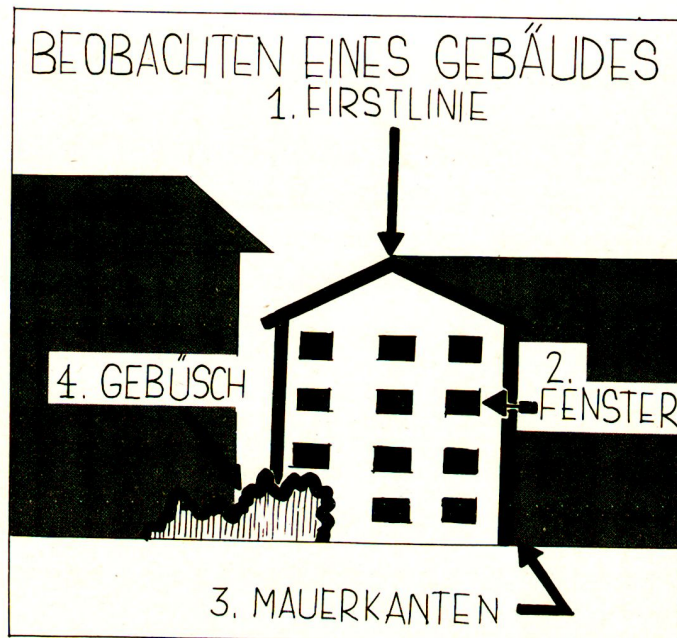 BEOBACHTEN EINES GEBÄUDES
1. FIRSTLINIE
2.
FENSTER
4. GEBÜSCH
3. MAUERKANTEN